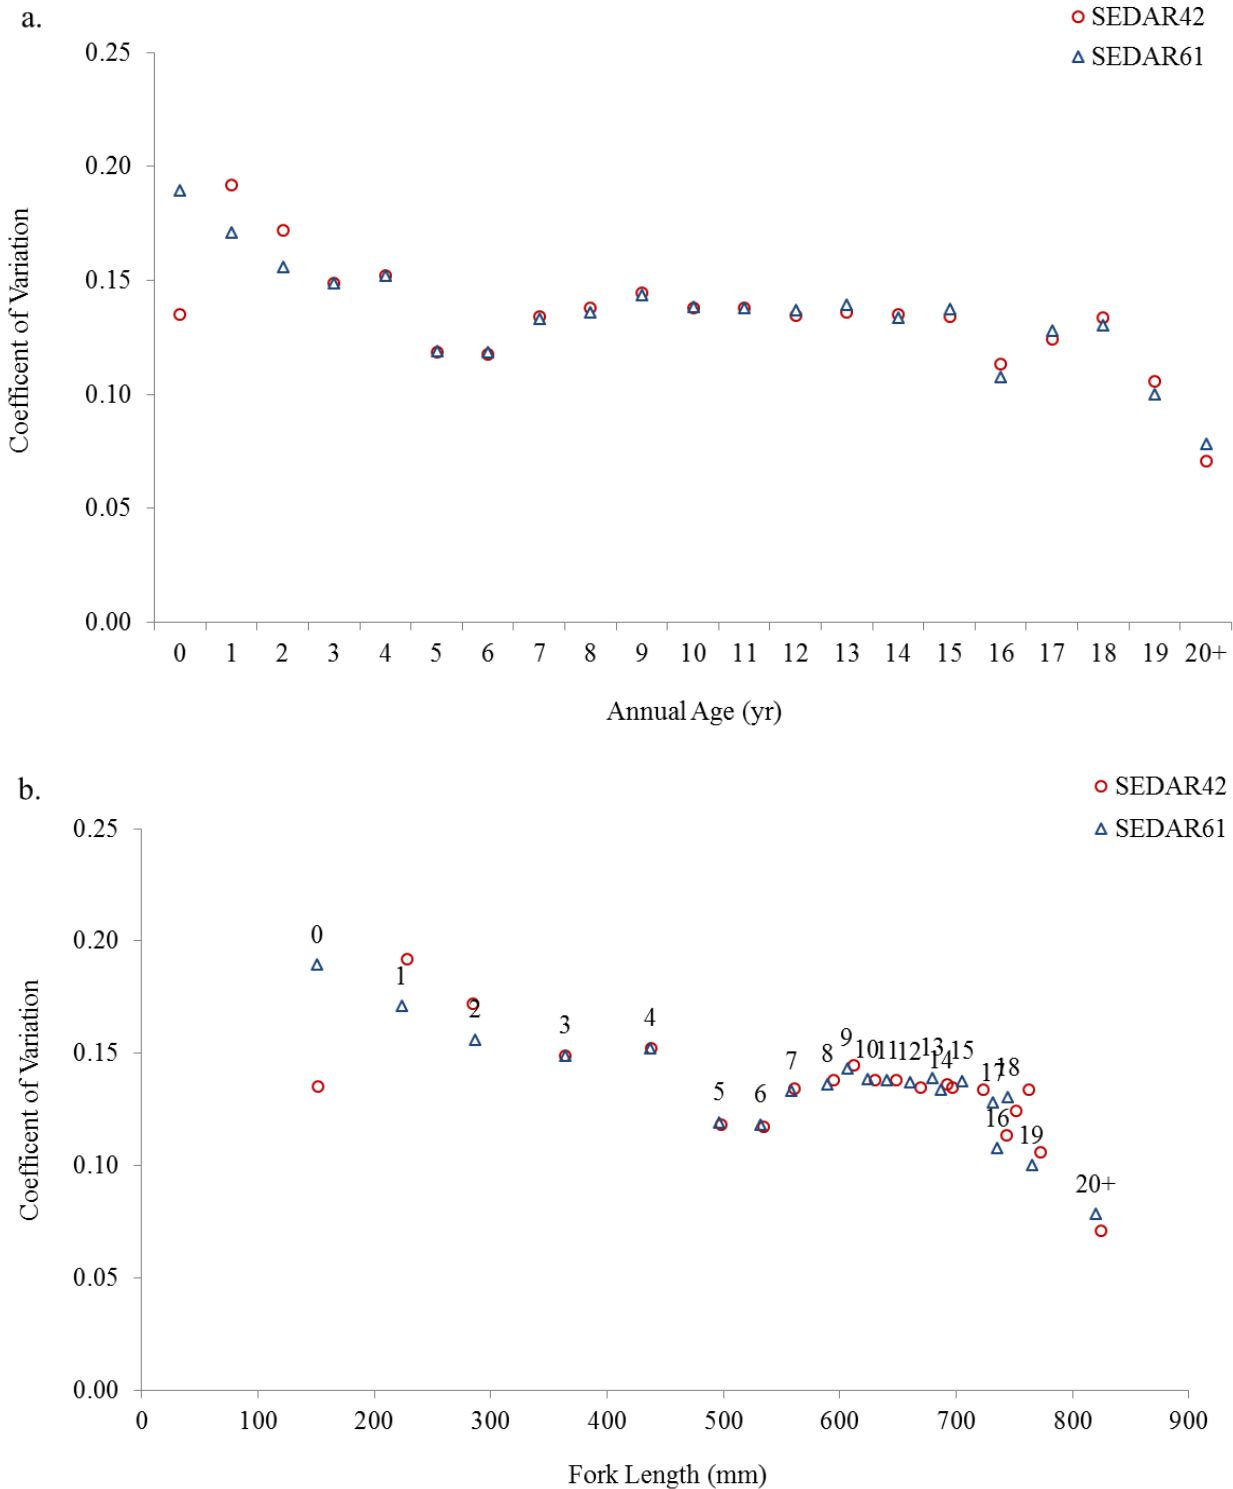 a.
SEDAR42
SEDAR61
0.25
0.20
0.15
0.10
0.05
0.00
Coefficent of Variation
0 1 2 3 4 5 6 7 8 9 10 11 12 13 14 15 16 17 18 19 20+
Annual Age (yr)
b.
SEDAR42
SEDAR61
0.25
0.20
0.15
0.10
0.05
0.00
Coefficent of Variation
0
1
2
3
4
5
6
7
8
9
10
11
12
13
14
15
16
17
18
19
20+
0 100 200 300 400 500 600 700 800 900
Fork Length (mm)